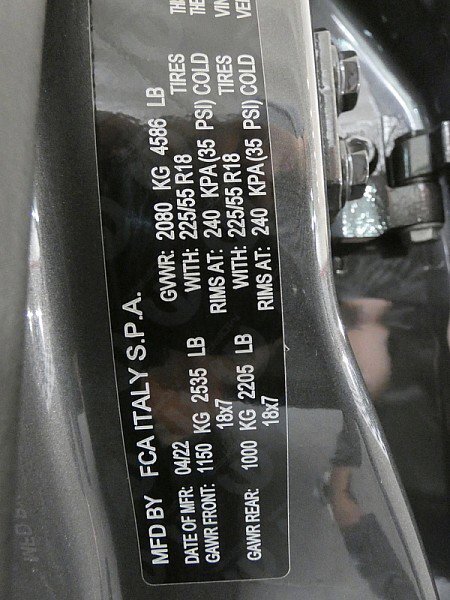 MFD BY FCA ITALY S.P.A.
DATE OF MFR: 04/22 GVWR: 2080 KG 4586 LB
GAWR FRONT: 1150 KG 2535 LB WITH: 225/55 R18 TIRES
18x7 RIMS AT: 240 KPA (35 PSI) COLD
GAWR REAR: 1000 KG 2205 LB WITH: 225/55 R18 TIRES
18x7 RIMS AT: 240 KPA (35 PSI) COLD